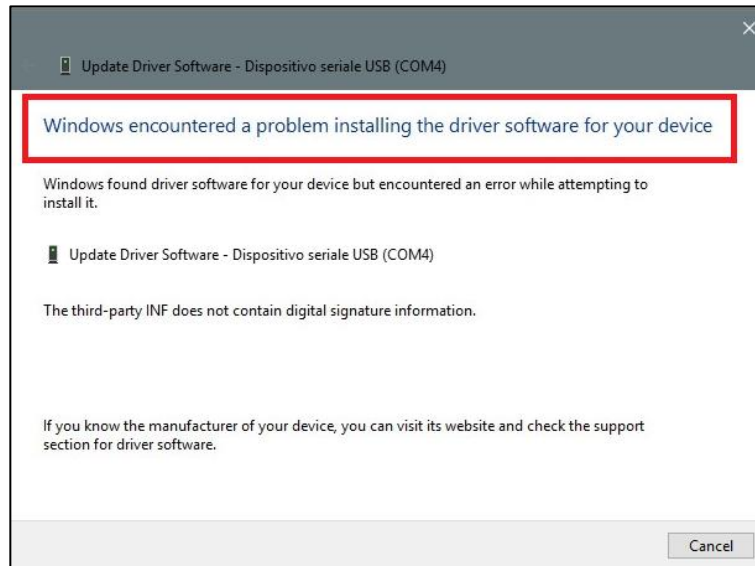 Update Driver Software - Dispositivo seriale USB (COM4)
Windows encountered a problem installing the driver software for your device
Windows found driver software for your device but encountered an error while attempting to
install it.
Update Driver Software - Dispositivo seriale USB (COM4)
The third-party INF does not contain digital signature information.
If you know the manufacturer of your device, you can visit its website and check the support
section for driver software.
Cancel